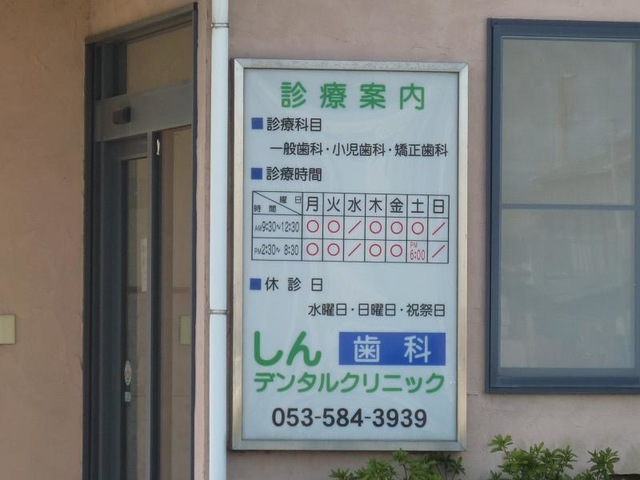 診療案内
■診療科目
一般歯科・小児歯科・矯正歯科
■診療時間
曜日 時間 月 火 水 木 金 土 日
AM9:30~12:30 ○ ○ ／ ○ ○ ○ ／
PM2:30~ 8:30 ○ ○ ／ ○ ○ PM6:00 ／
■休診日
水曜日・日曜日・祝祭日
しん 歯科
デンタルクリニック
053-584-3939